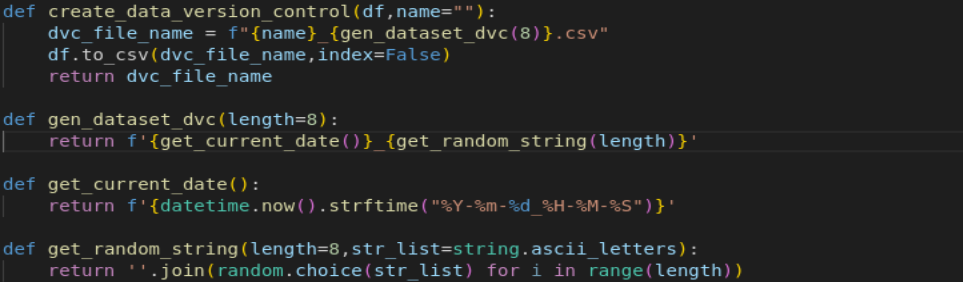 def create_data_version_control(df,name=""):
    dvc_file_name = f"{name}_{gen_dataset_dvc(8)}.csv"
    df.to_csv(dvc_file_name,index=False)
    return dvc_file_name

def gen_dataset_dvc(length=8):
    return f'{get_current_date()}_{get_random_string(length)}'

def get_current_date():
    return f'{datetime.now().strftime("%Y-%m-%d_%H-%M-%S")}'

def get_random_string(length=8,str_list=string.ascii_letters):
    return ''.join(random.choice(str_list) for i in range(length))